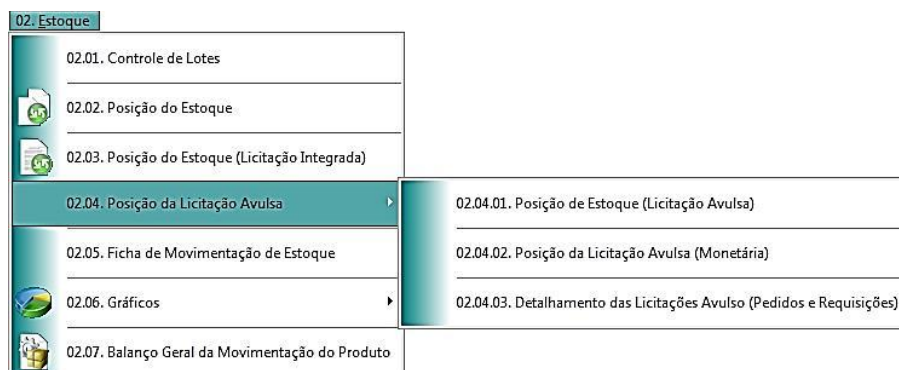 02. Estoque
02.01. Controle de Lotes
02.02. Posição do Estoque
02.03. Posição do Estoque (Licitação Integrada)
02.04. Posição da Licitação Avulsa
02.04.01. Posição de Estoque (Licitação Avulsa)
02.04.02. Posição da Licitação Avulsa (Monetária)
02.04.03. Detalhamento das Licitações Avulso (Pedidos e Requisições)
02.05. Ficha de Movimentação de Estoque
02.06. Gráficos
02.07. Balanço Geral da Movimentação do Produto